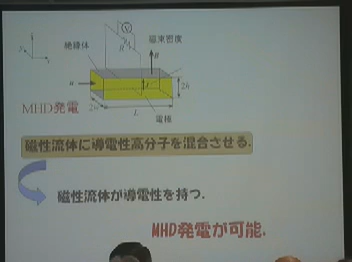 V
R
絶縁体
磁束密度
B
u
2h
2w
L
電極
MHD発電
磁性流体に導電性高分子を混合させる.
磁性流体が導電性を持つ.
MHD発電が可能.